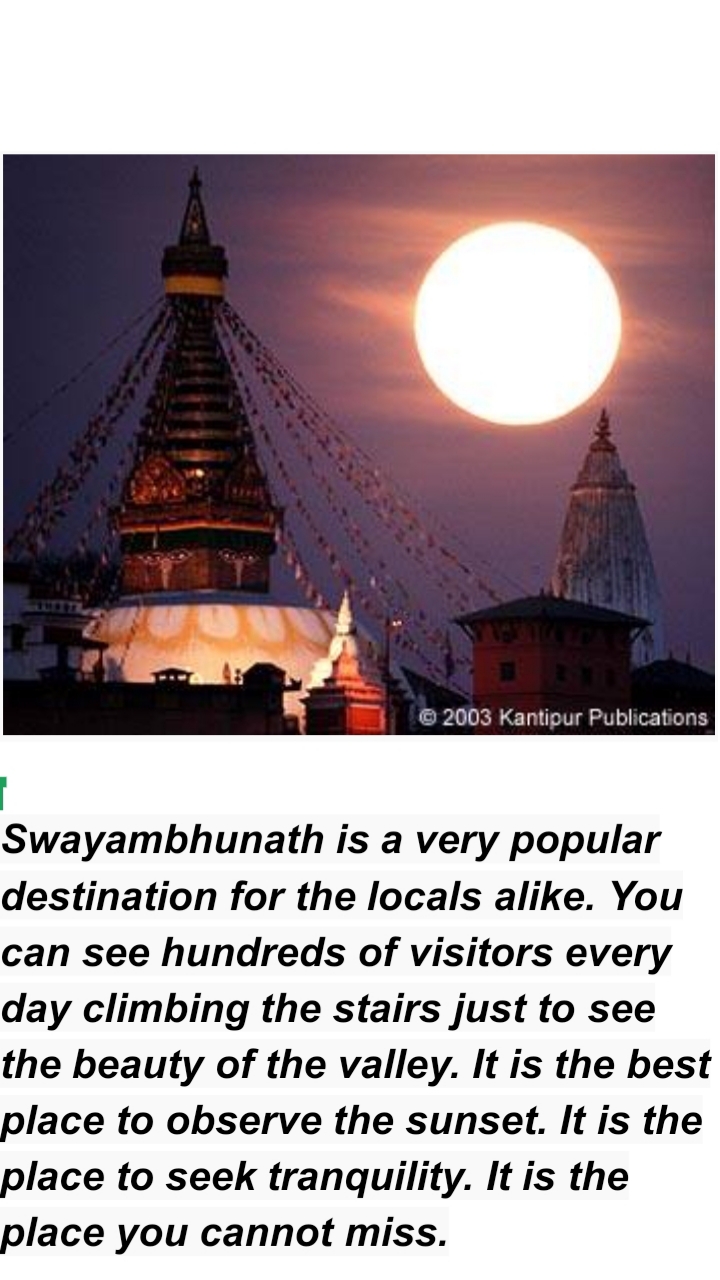 © 2003 Kantipur Publications
Swayambhunath is a very popular
destination for the locals alike. You
can see hundreds of visitors every
day climbing the stairs just to see
the beauty of the valley. It is the best
place to observe the sunset. It is the
place to seek tranquility. It is the
place you cannot miss.